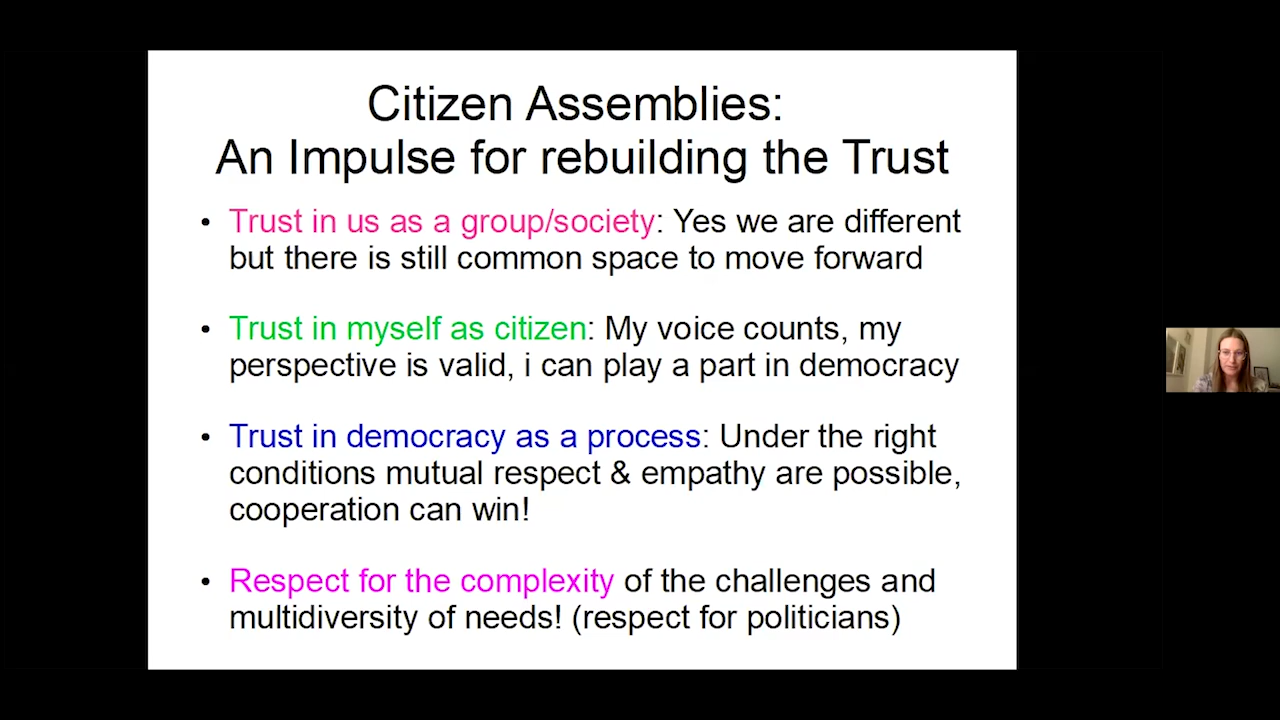 Citizen Assemblies:
An Impulse for rebuilding the Trust
• Trust in us as a group/society: Yes we are different
but there is still common space to move forward
• Trust in myself as citizen: My voice counts, my
perspective is valid, i can play a part in democracy
• Trust in democracy as a process: Under the right
conditions mutual respect & empathy are possible,
cooperation can win!
• Respect for the complexity of the challenges and
multidiversity of needs! (respect for politicians)